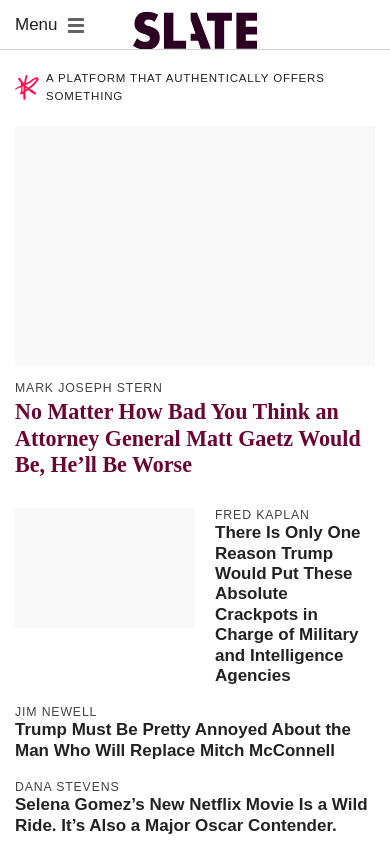 Menu
SLATE
A PLATFORM THAT AUTHENTICALLY OFFERS
SOMETHING
MARK JOSEPH STERN
No Matter How Bad You Think an
Attorney General Matt Gaetz Would
Be, He’ll Be Worse
FRED KAPLAN
There Is Only One
Reason Trump
Would Put These
Absolute
Crackpots in
Charge of Military
and Intelligence
Agencies
JIM NEWELL
Trump Must Be Pretty Annoyed About the
Man Who Will Replace Mitch McConnell
DANA STEVENS
Selena Gomez’s New Netflix Movie Is a Wild
Ride. It’s Also a Major Oscar Contender.